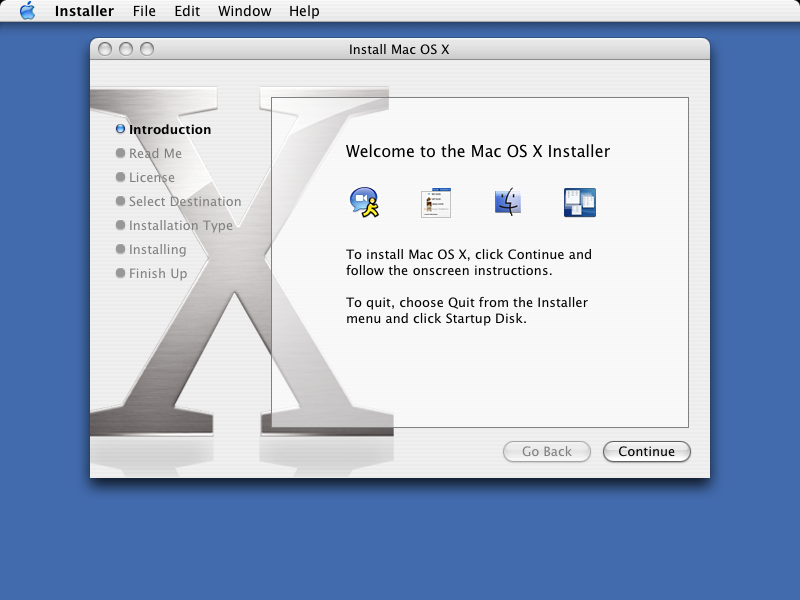 Installer File Edit Window Help
Install Mac OS X
Introduction
Read Me
License
Select Destination
Installation Type
Installing
Finish Up
Welcome to the Mac OS X Installer
To install Mac OS X, click Continue and
follow the onscreen instructions.
To quit, choose Quit from the Installer
menu and click Startup Disk.
Go Back
Continue